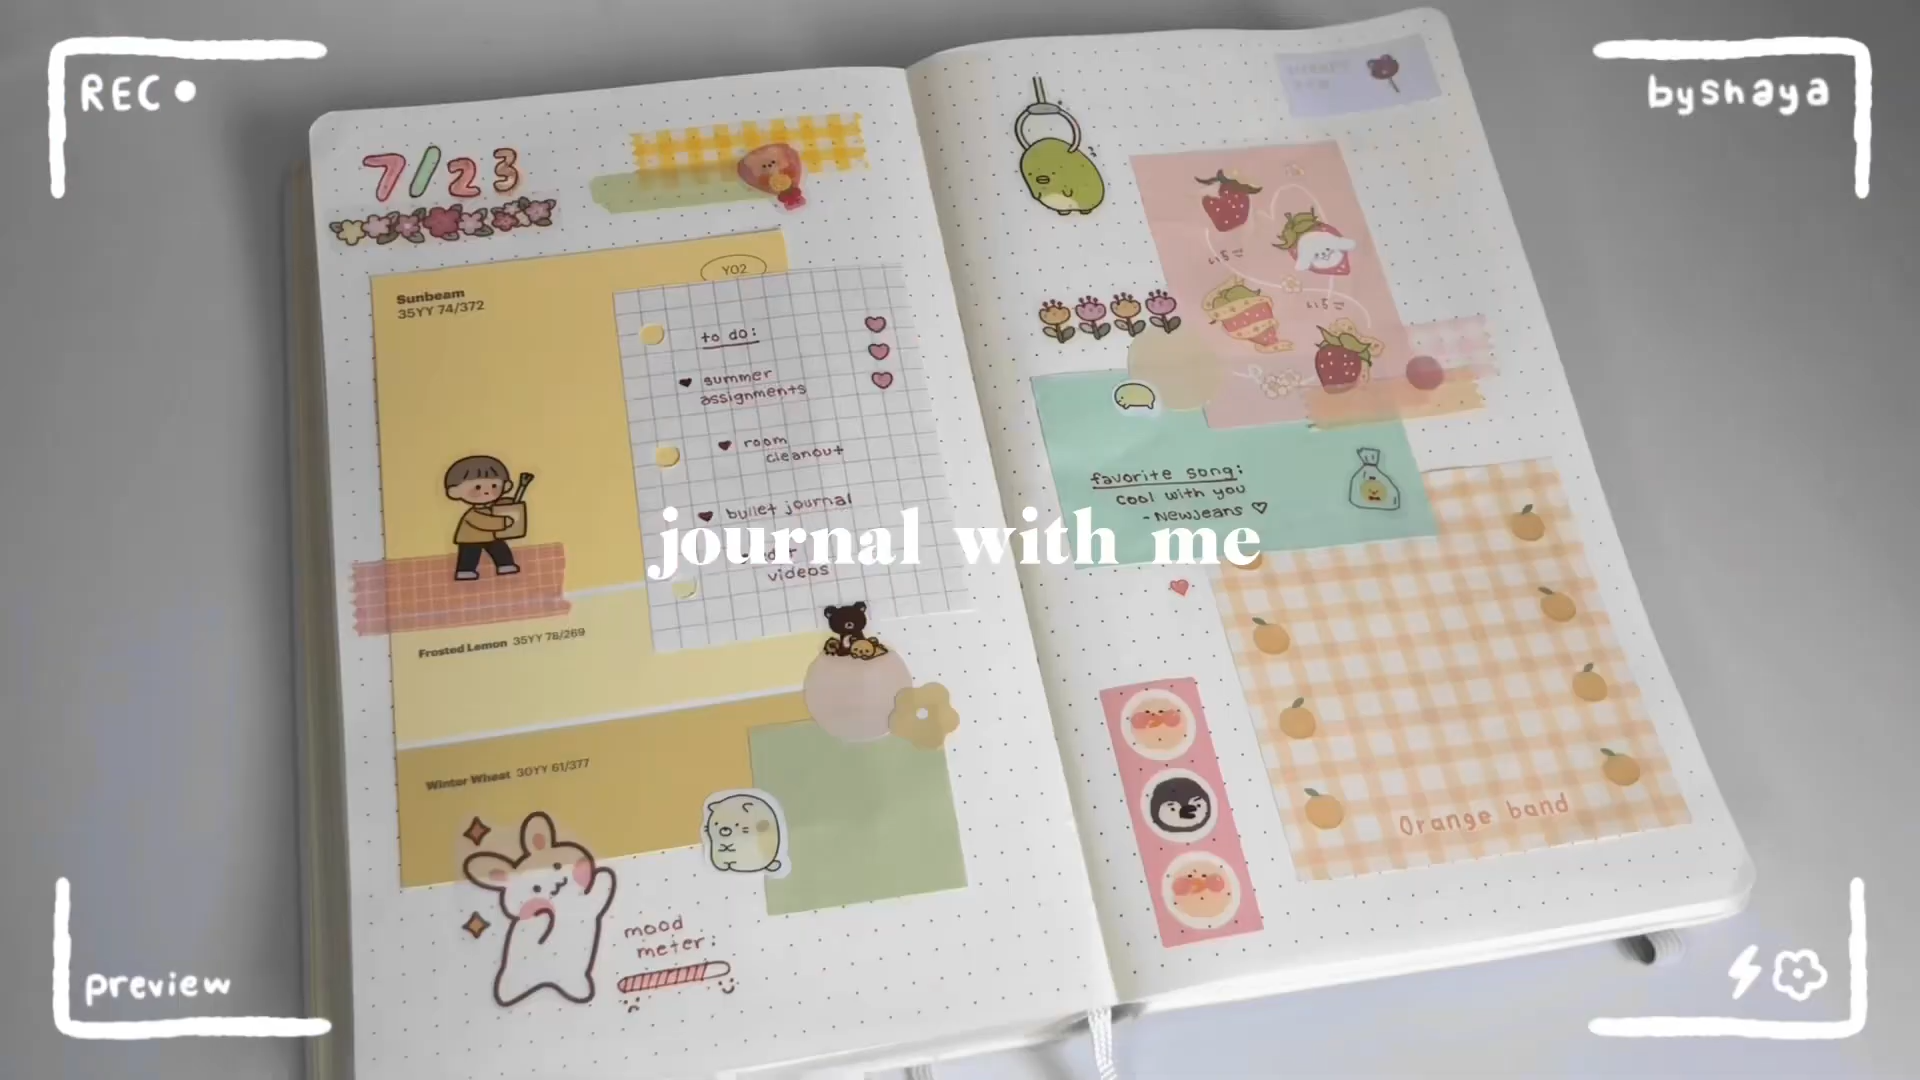 REC
byshaya
7/23
Y02
Sunbeam
35YY 74/372
to do:
summer
assignments
room
cleanout
bullet journal
videos
journal with me
Frosted Lemon 35YY 78/269
Winter Wheat 30YY 61/377
mood
meter:
favorite song:
cool with you
- NewJeans
Orange band
preview